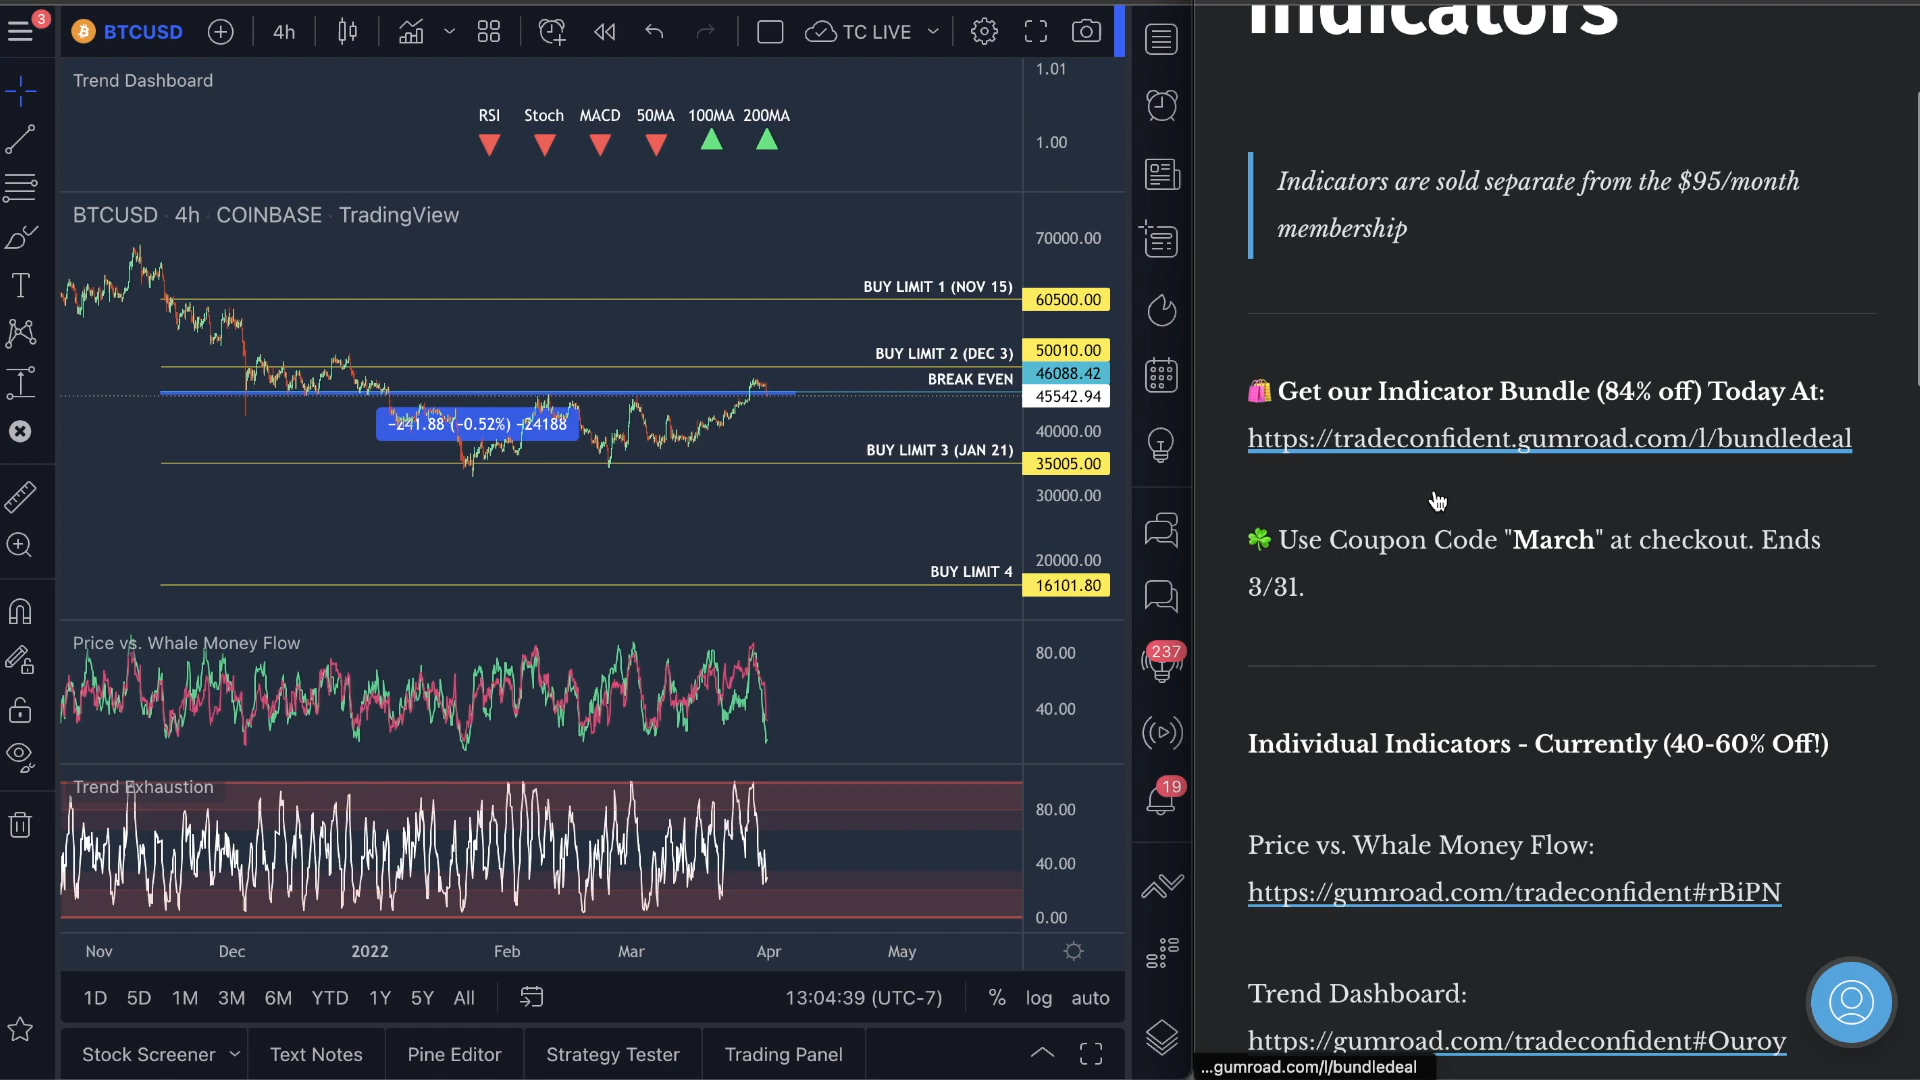 3
BTCUSD
4h
TC LIVE
Trend Dashboard
RSI Stoch MACD 50MA 100MA 200MA
1.01
1.00
BTCUSD 4h COINBASE TradingView
70000.00
BUY LIMIT 1 (NOV 15)
60500.00
BUY LIMIT 2 (DEC 3)
50010.00
BREAK EVEN
46088.42
45542.94
-241.88 (-0.52%) -24188
40000.00
BUY LIMIT 3 (JAN 21)
35005.00
30000.00
20000.00
BUY LIMIT 4
16101.80
Price vs. Whale Money Flow
80.00
40.00
Trend Exhaustion
80.00
40.00
0.00
Nov Dec 2022 Feb Mar Apr May
1D 5D 1M 3M 6M YTD 1Y 5Y All
13:04:39 (UTC-7)
% log auto
Stock Screener Text Notes Pine Editor Strategy Tester Trading Panel
237
19
Indicators
Indicators are sold separate from the $95/month
membership
Get our Indicator Bundle (84% off) Today At:
https://tradeconfident.gumroad.com/l/bundledeal
Use Coupon Code "March" at checkout. Ends
3/31.
Individual Indicators - Currently (40-60% Off!)
Price vs. Whale Money Flow:
https://gumroad.com/tradeconfident#rBiPN
Trend Dashboard:
https://gumroad.com/tradeconfident#Ouroy
...gumroad.com/l/bundledeal